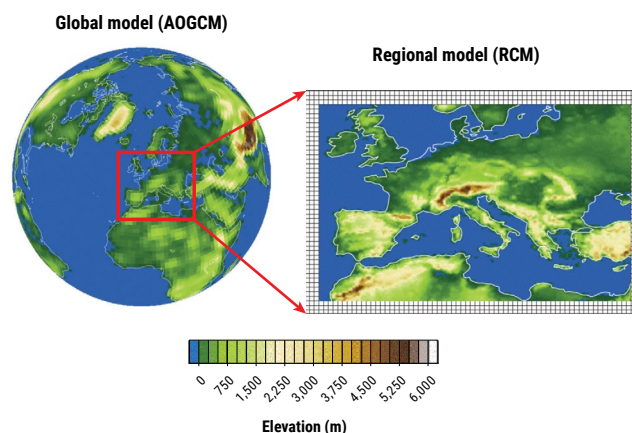 Global model (AOGCM)
Regional model (RCM)
0 750 1,500 2,250 3,000 3,750 4,500 5,250 6,000
Elevation (m)